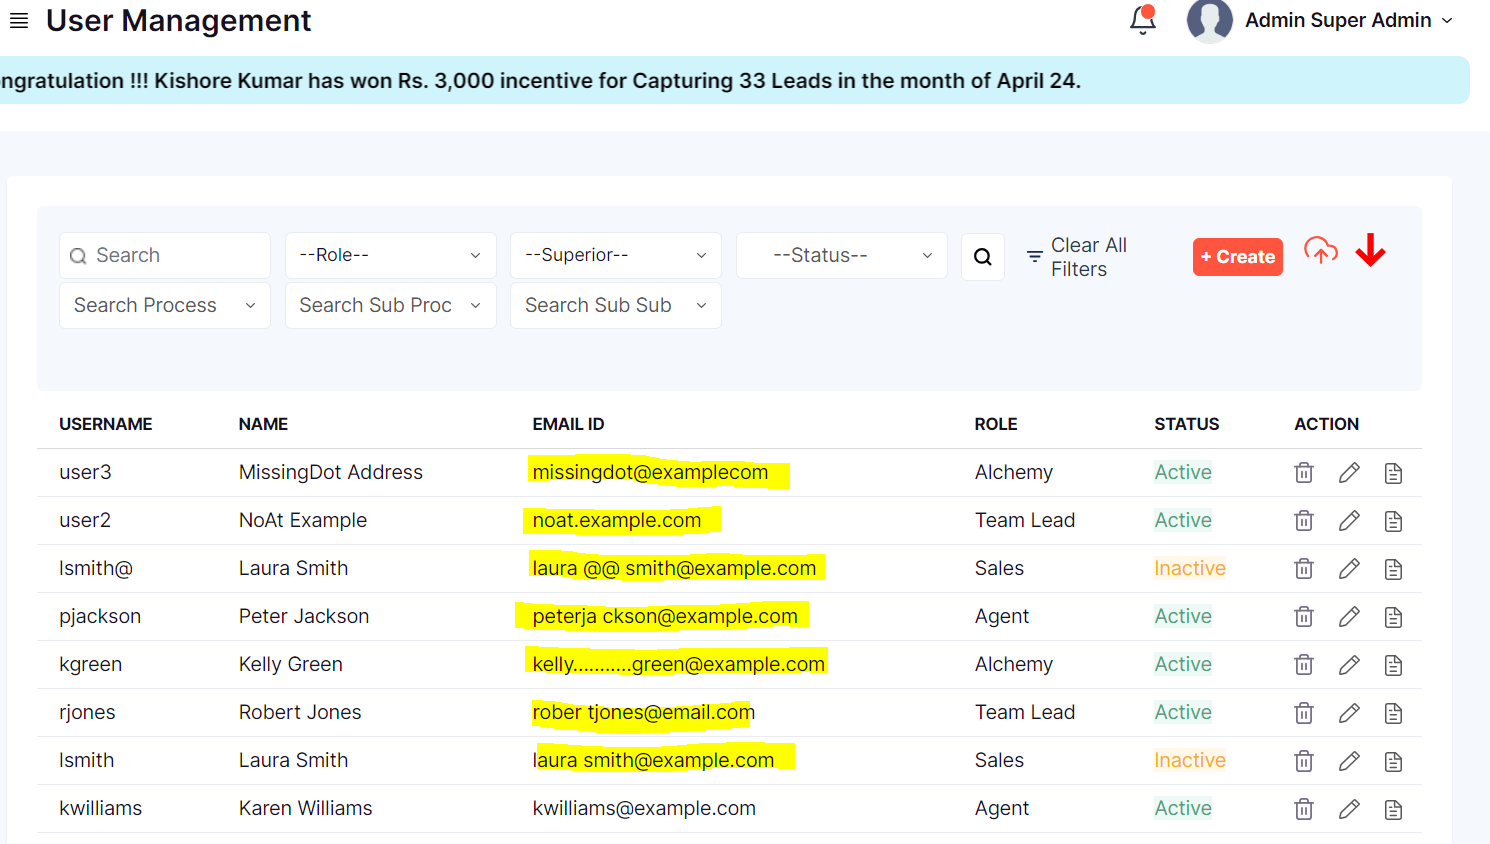 User Management
Admin Super Admin
ngratulation !!! Kishore Kumar has won Rs. 3,000 incentive for Capturing 33 Leads in the month of April 24.
Search
--Role--
--Superior--
--Status--
Clear All
Filters
+ Create
Search Process
Search Sub Proc
Search Sub Sub
USERNAME NAME EMAIL ID ROLE STATUS ACTION
user3 MissingDot Address missingdot@examplecom Alchemy Active
user2 NoAt Example noat.example.com Team Lead Active
lsmith@ Laura Smith laura @@ smith@example.com Sales Inactive
pjackson Peter Jackson peterja ckson@example.com Agent Active
kgreen Kelly Green kelly...........green@example.com Alchemy Active
rjones Robert Jones rober tjones@email.com Team Lead Active
lsmith Laura Smith laura smith@example.com Sales Inactive
kwilliams Karen Williams kwilliams@example.com Agent Active